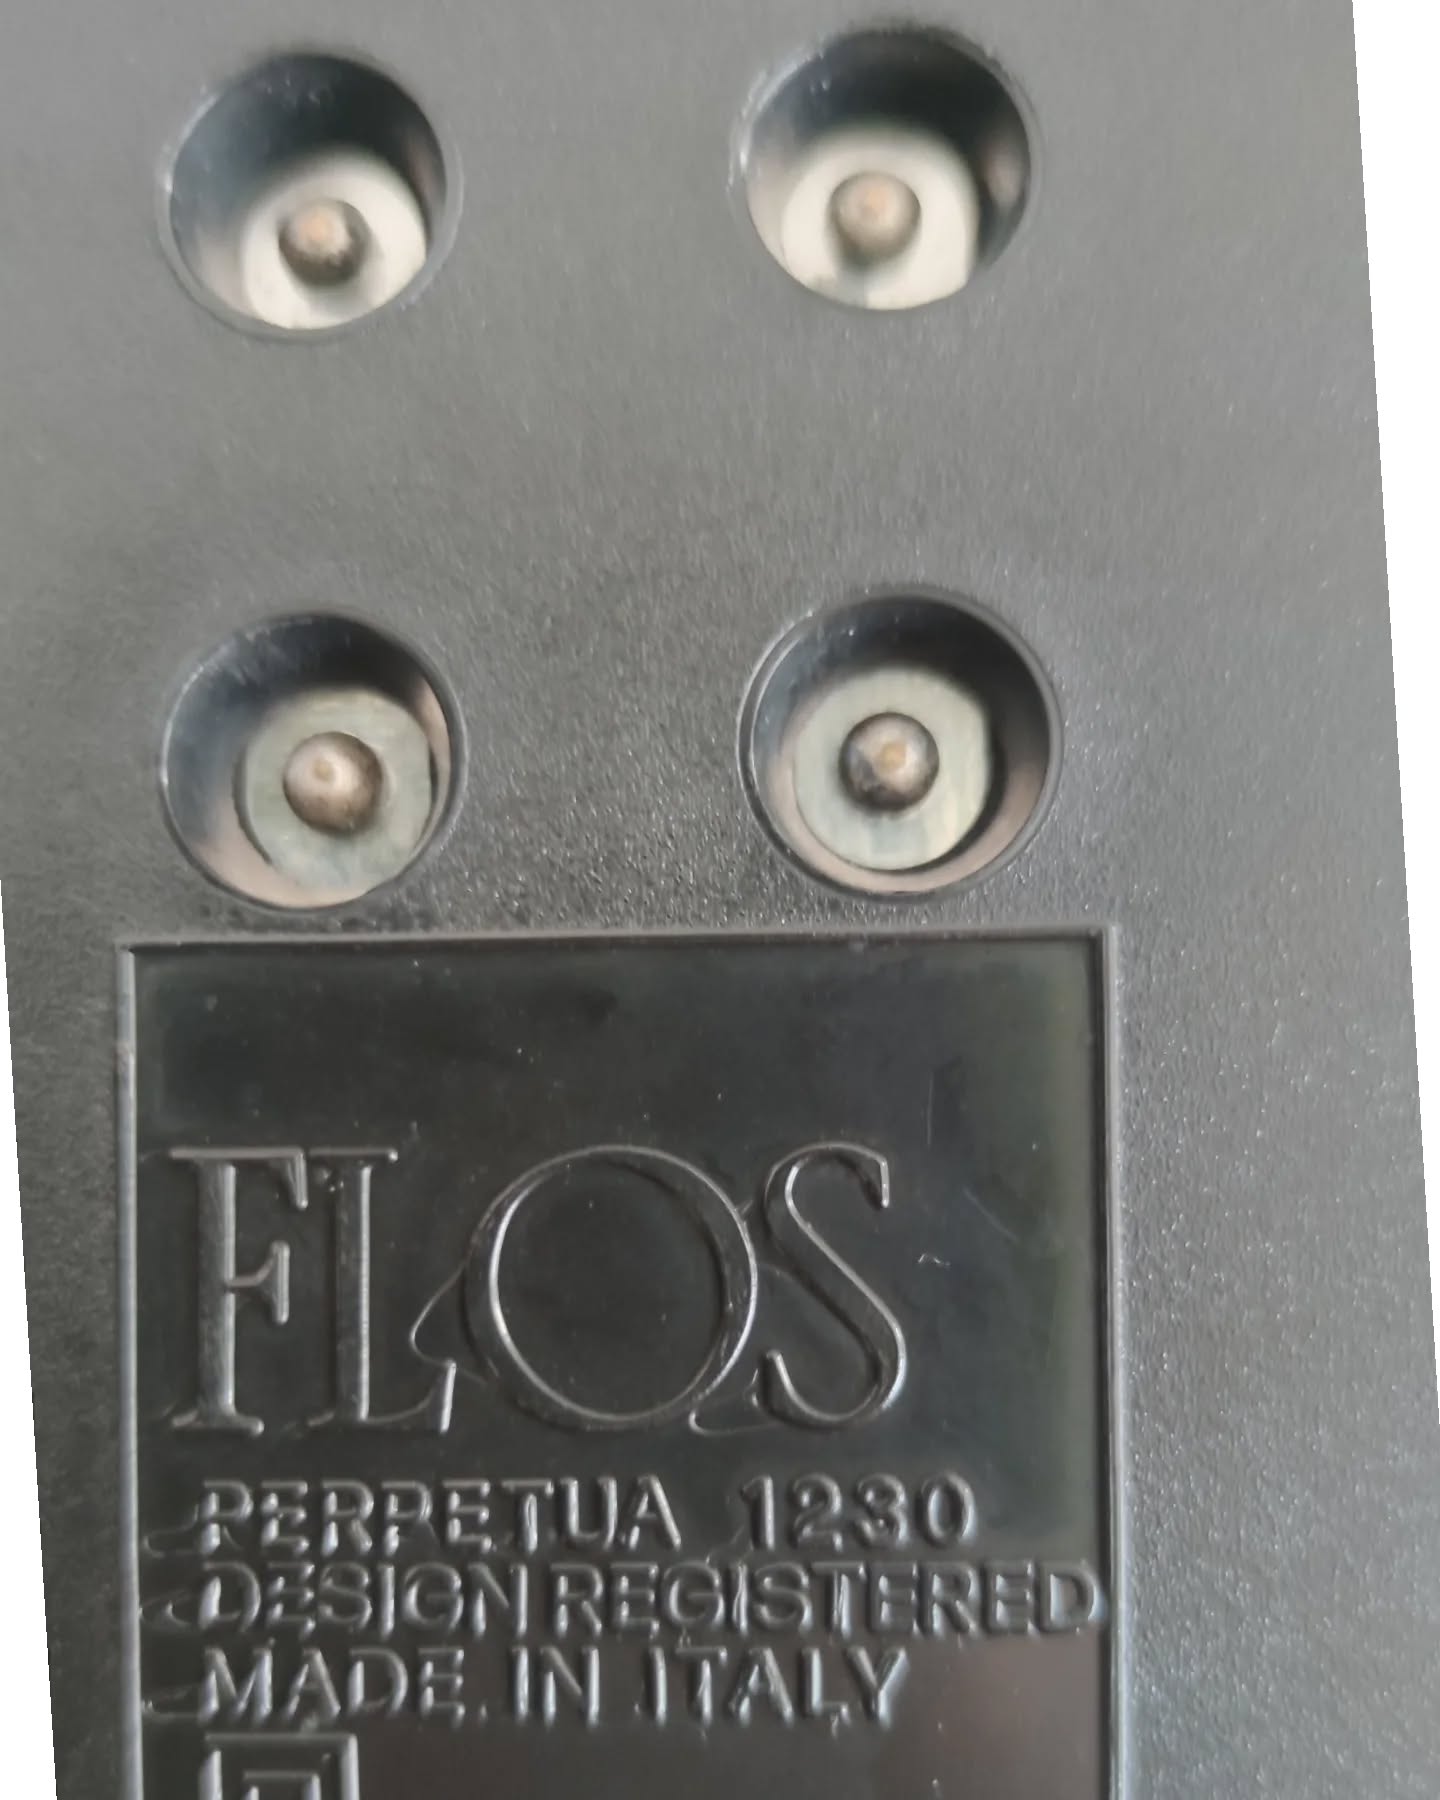 FLOS
PERPETUA 1230
DESIGN REGISTERED
MADE IN ITALY